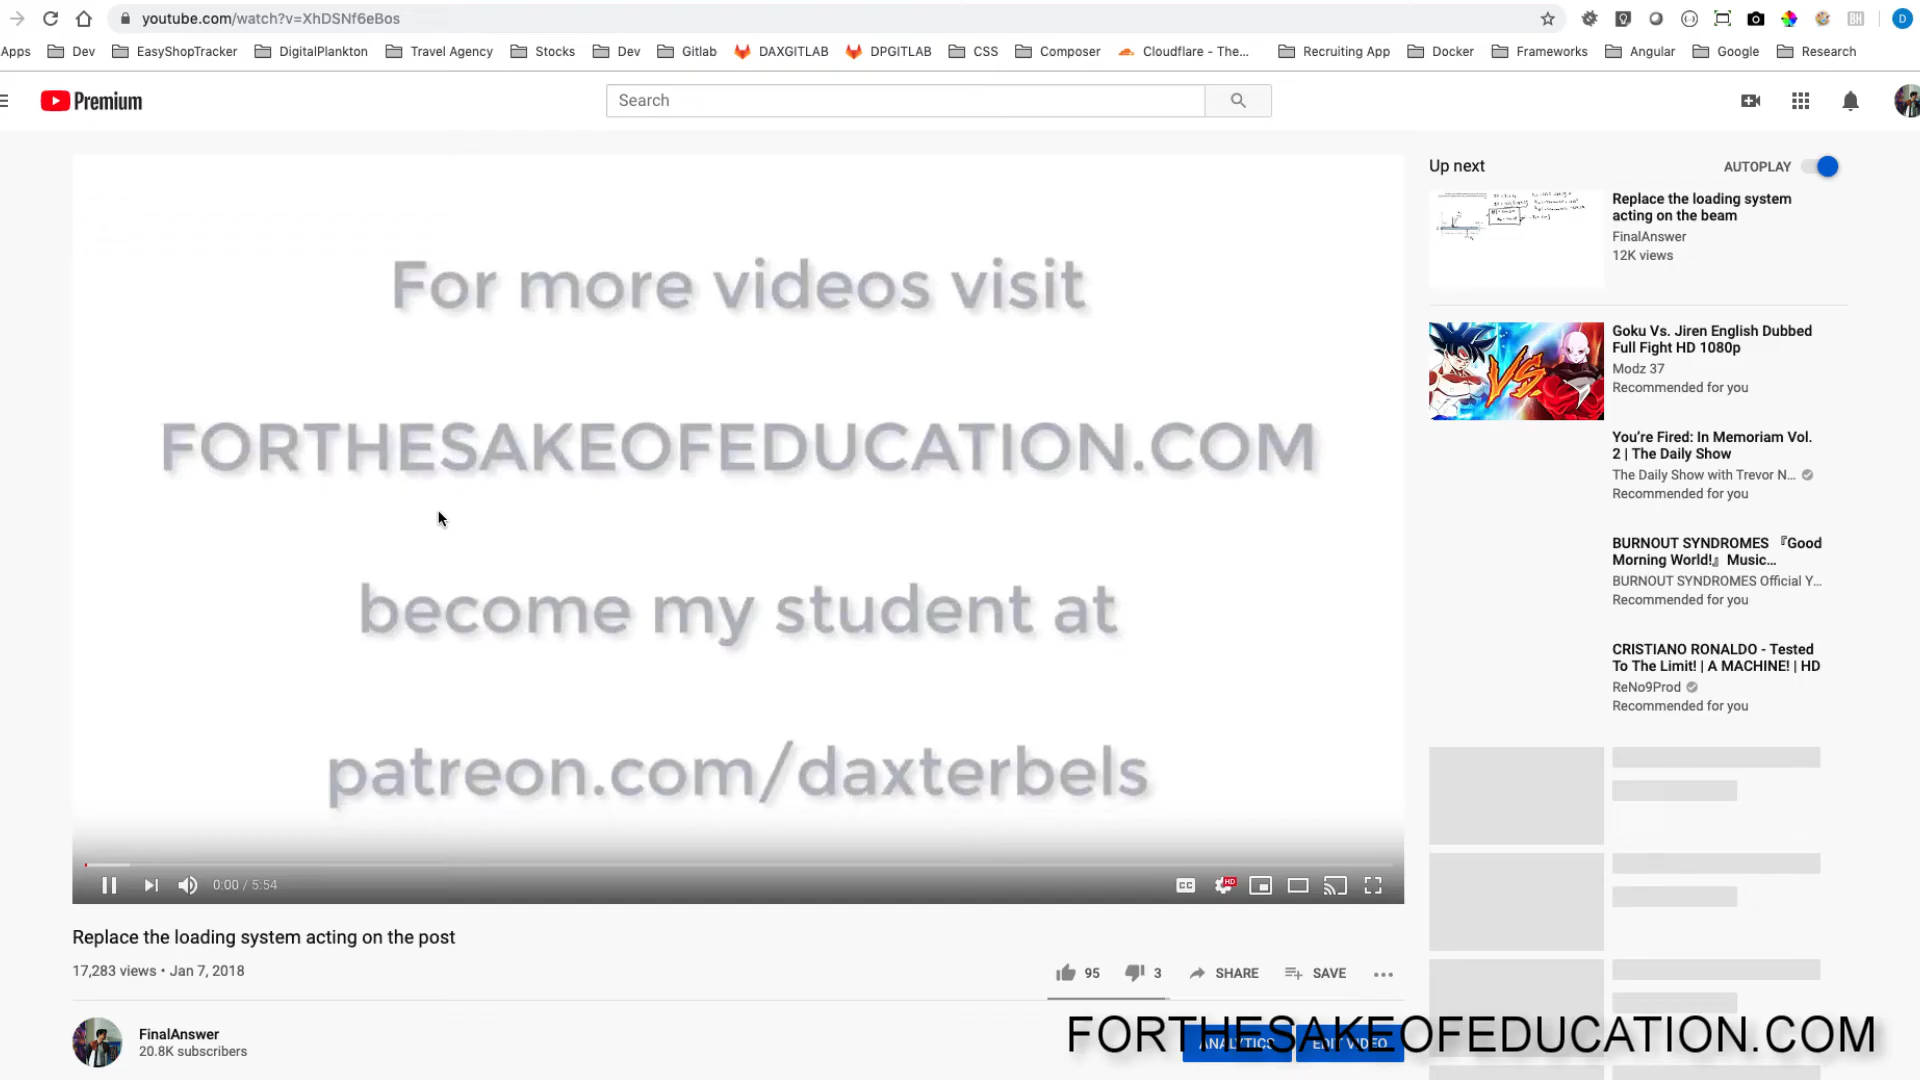 youtube.com/watch?v=XhDSNf6eBos
Apps Dev EasyShopTracker DigitalPlankton Travel Agency Stocks Dev Gitlab DAXGITLAB DPGITLAB CSS Composer Cloudflare - The... Recruiting App Docker Frameworks Angular Google Research
D
BH
Premium
Search
For more videos visit
FORTHESAKEOFEDUCATION.COM
become my student at
patreon.com/daxterbels
0:00 / 5:54
CC
HD
Replace the loading system acting on the post
17,283 views • Jan 7, 2018
95 3 SHARE SAVE
FinalAnswer
20.8K subscribers
ANALYTICS EDIT VIDEO
FORTHESAKEOFEDUCATION.COM
Up next AUTOPLAY
Replace the loading system
acting on the beam
FinalAnswer
12K views
VS.
Goku Vs. Jiren English Dubbed
Full Fight HD 1080p
Modz 37
Recommended for you
You’re Fired: In Memoriam Vol.
2 | The Daily Show
The Daily Show with Trevor N...
Recommended for you
BURNOUT SYNDROMES 『Good
Morning World!』 Music...
BURNOUT SYNDROMES Official Y...
Recommended for you
CRISTIANO RONALDO - Tested
To The Limit! | A MACHINE! | HD
ReNo9Prod
Recommended for you